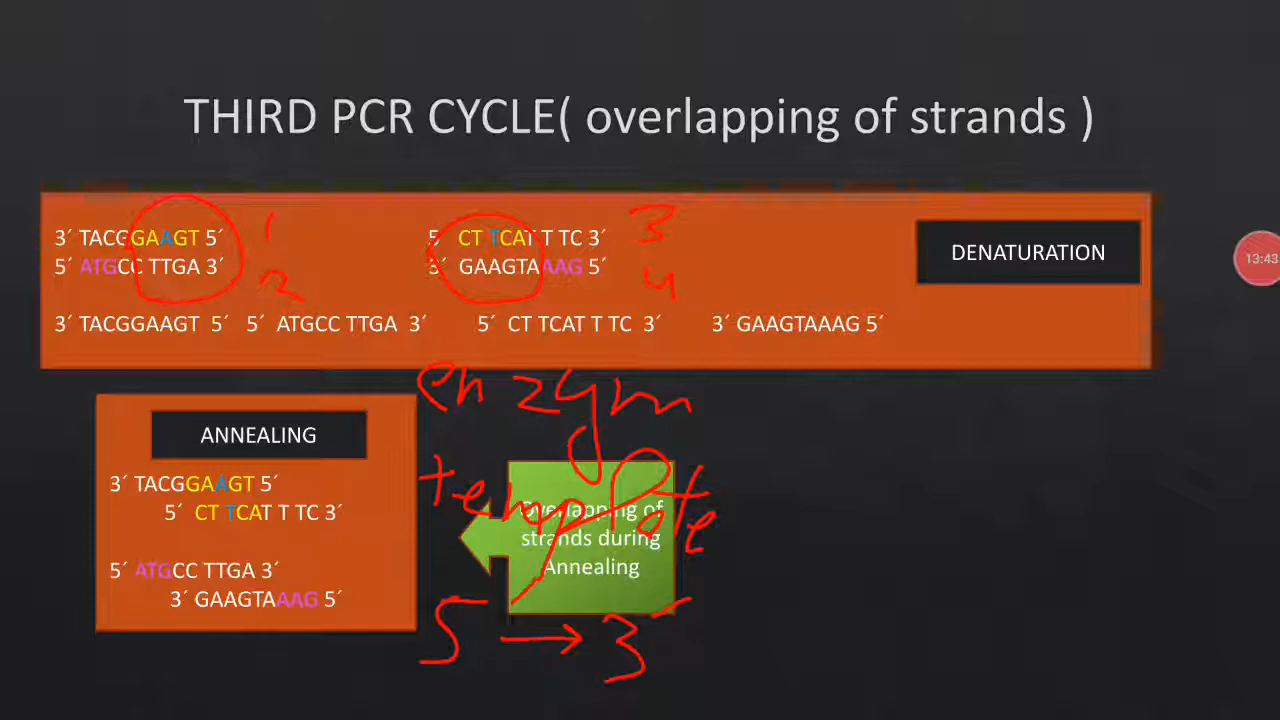 THIRD PCR CYCLE( overlapping of strands )
3´ TACGGAAGT 5´ 1
5´ ATGCC TTGA 3´ 2
5 CT TCAT T TC 3´ 3
3´ GAAGTAAAG 5´ 4
DENATURATION
13:43
3´ TACGGAAGT 5´ 5´ ATGCC TTGA 3´ 5´ CT TCAT T TC 3´ 3´ GAAGTAAAG 5´
enzym
template
5 → 3
ANNEALING
3´ TACGGAAGT 5´
5´ CT TCAT T TC 3´
5´ ATGCC TTGA 3´
3´ GAAGTAAAG 5´
Overlapping of
strands during
Annealing